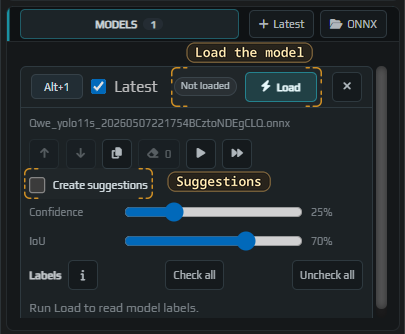 MODELS 1
+ Latest
ONNX
Load the model
Alt+1
Latest
Not loaded
Load
Qwe_yolo11s_20260507221754BCztoNDEgCLQ.onnx
0
Create suggestions
Suggestions
Confidence
25%
IoU
70%
Labels
i
Check all
Uncheck all
Run Load to read model labels.